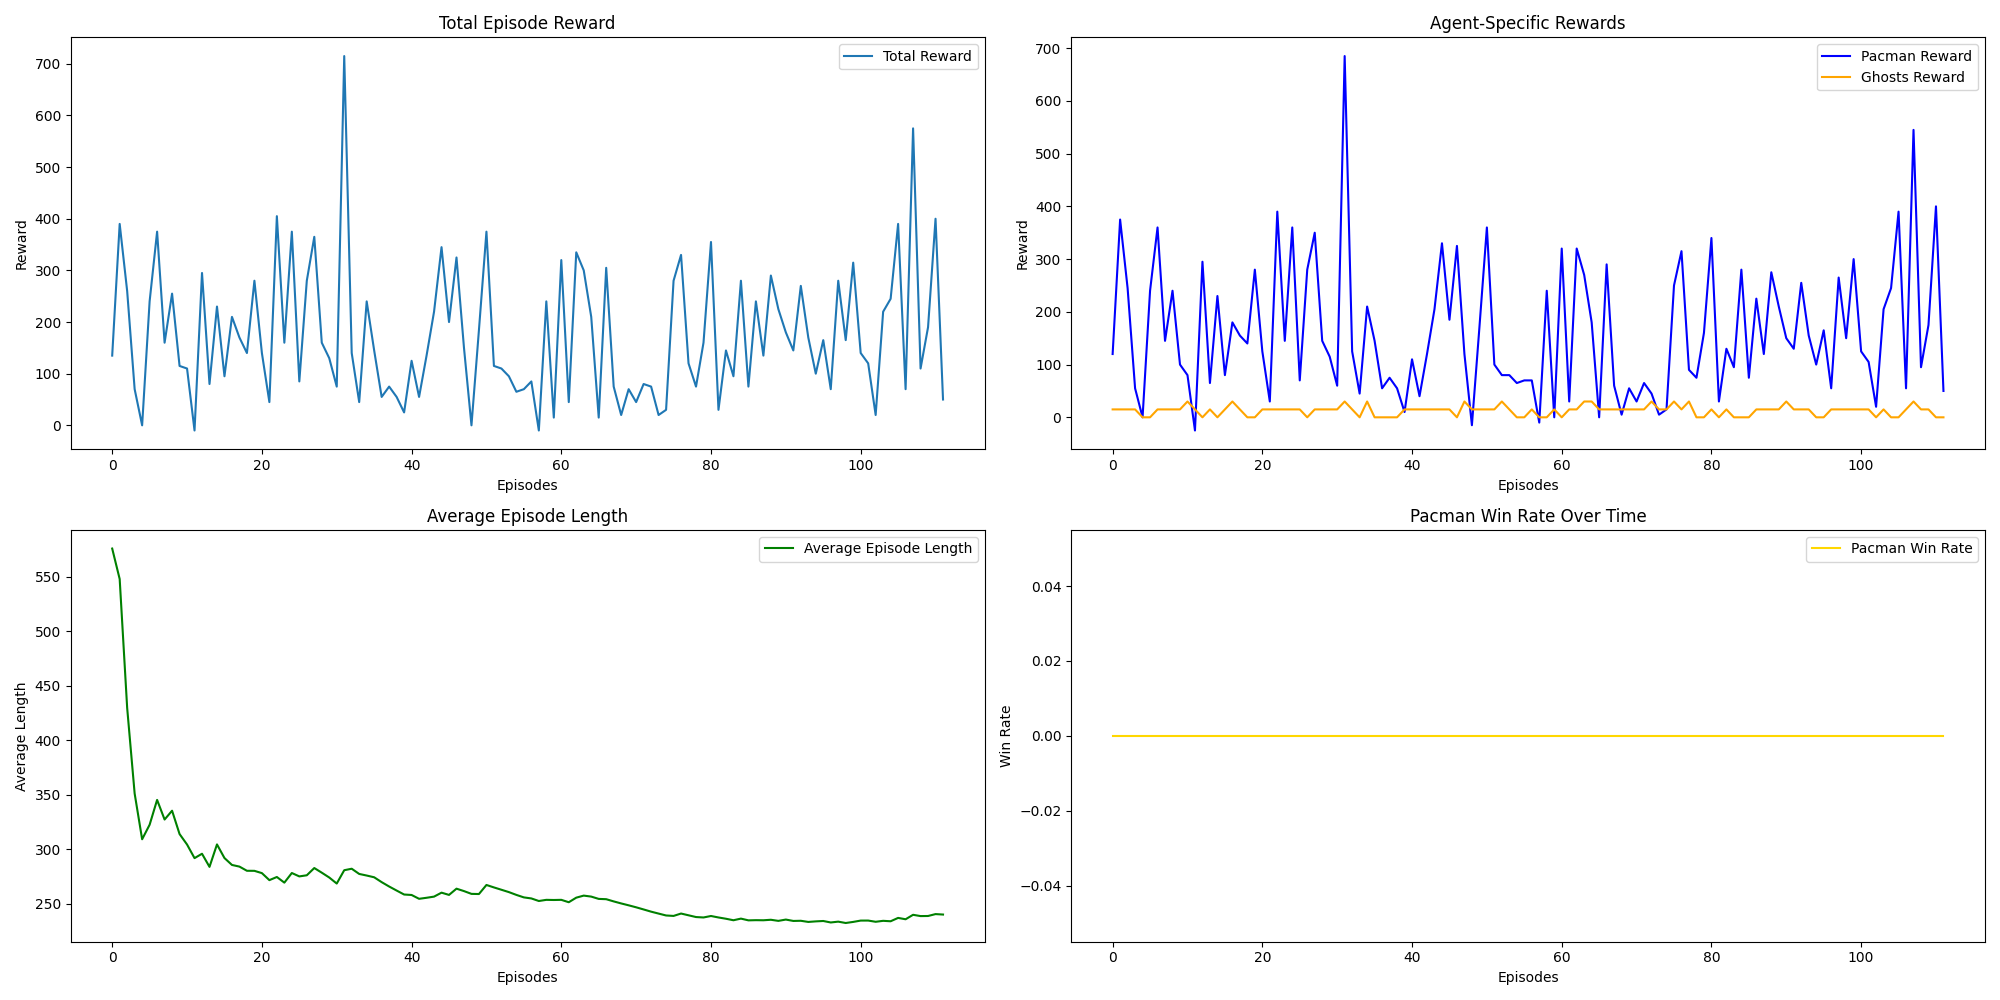 Total Episode Reward
Total Reward
Reward
700
600
500
400
300
200
100
0
0 20 40 60 80 100
Episodes
Agent-Specific Rewards
Pacman Reward
Ghosts Reward
Reward
700
600
500
400
300
200
100
0
0 20 40 60 80 100
Episodes
Average Episode Length
Average Episode Length
Average Length
550
500
450
400
350
300
250
0 20 40 60 80 100
Episodes
Pacman Win Rate Over Time
Pacman Win Rate
Win Rate
0.04
0.02
0.00
−0.02
−0.04
0 20 40 60 80 100
Episodes